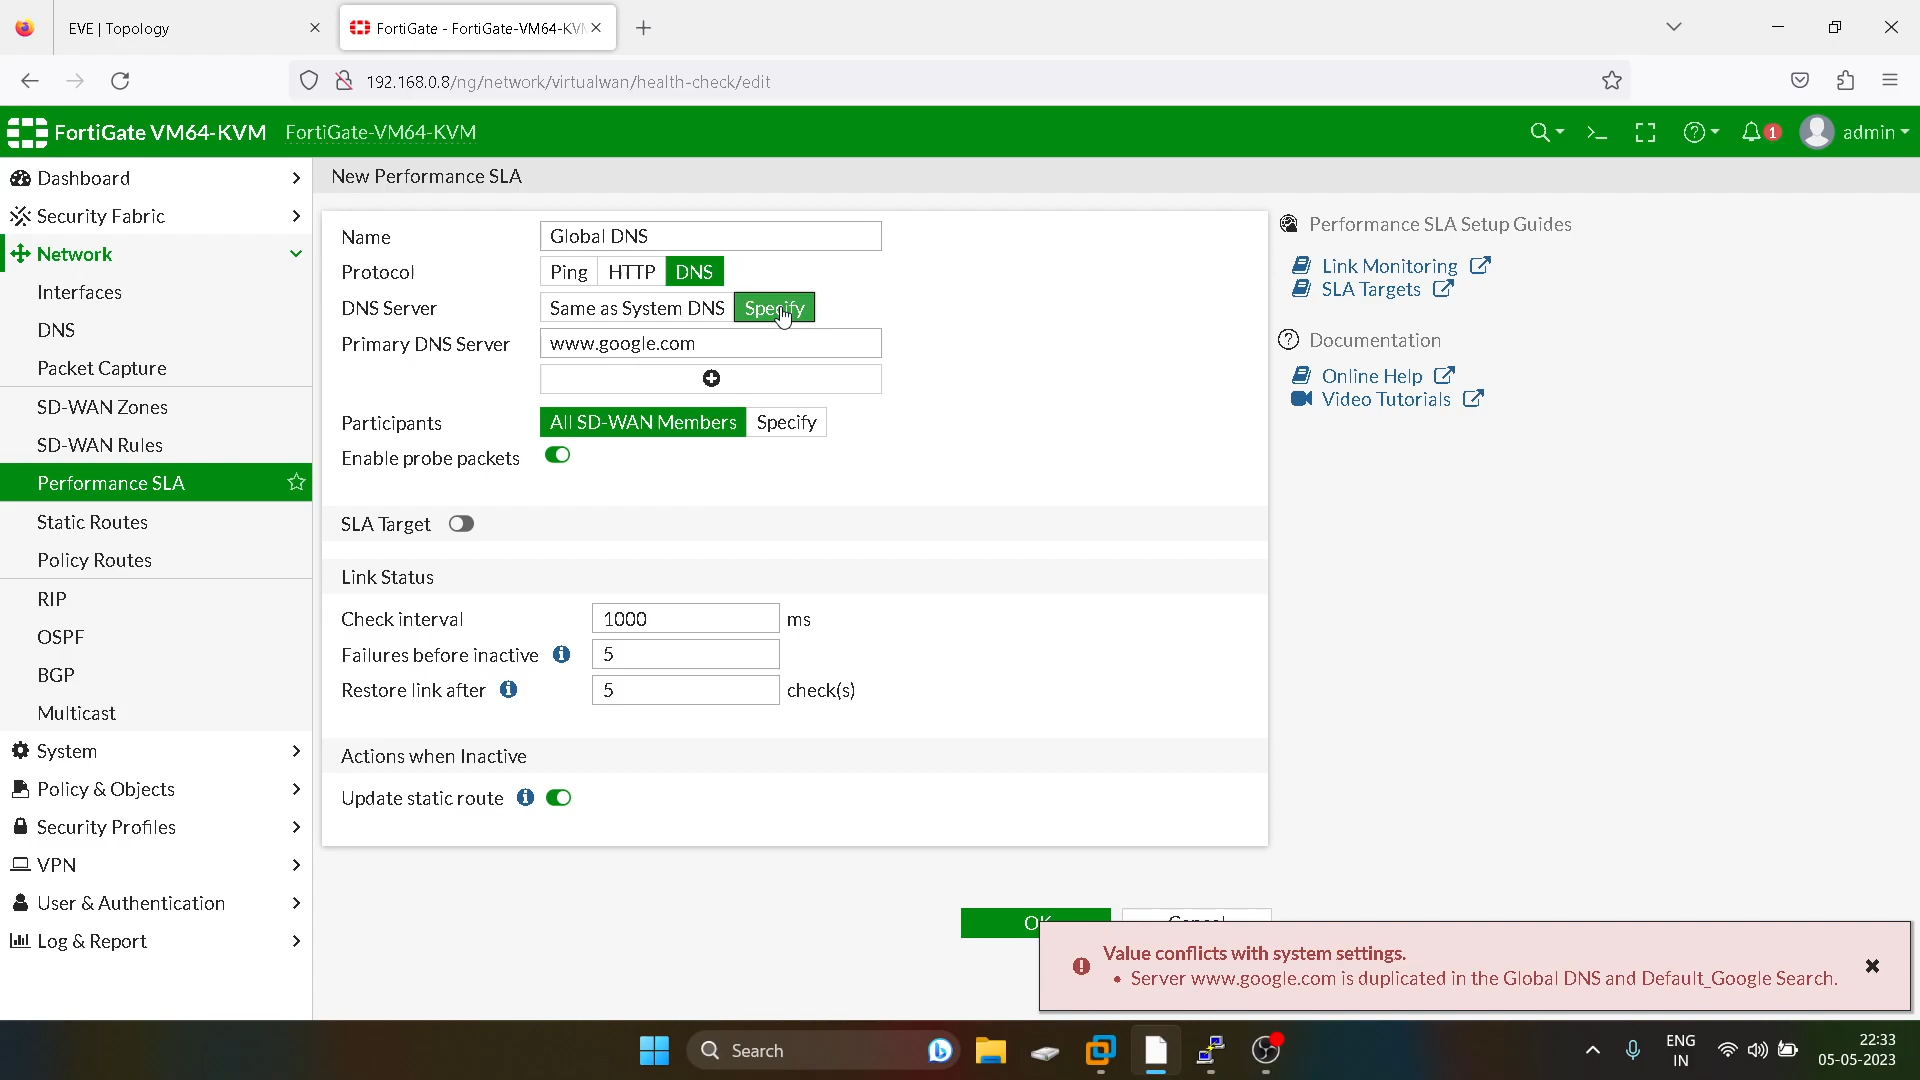 EVE | Topology
FortiGate - FortiGate-VM64-KVM
192.168.0.8/ng/network/virtualwan/health-check/edit
FortiGate VM64-KVM
FortiGate-VM64-KVM
1
admin
Dashboard
Security Fabric
Network
Interfaces
DNS
Packet Capture
SD-WAN Zones
SD-WAN Rules
Performance SLA
Static Routes
Policy Routes
RIP
OSPF
BGP
Multicast
System
Policy & Objects
Security Profiles
VPN
User & Authentication
Log & Report
New Performance SLA
Name Global DNS
Protocol Ping HTTP DNS
DNS Server Same as System DNS Specify
Primary DNS Server www.google.com
Participants All SD-WAN Members Specify
Enable probe packets
SLA Target
Link Status
Check interval 1000 ms
Failures before inactive 5
Restore link after 5 check(s)
Actions when Inactive
Update static route
OK Cancel
Performance SLA Setup Guides
Link Monitoring
SLA Targets
Documentation
Online Help
Video Tutorials
Value conflicts with system settings.
• Server www.google.com is duplicated in the Global DNS and Default_Google Search.
Search
ENG
IN
22:33
05-05-2023